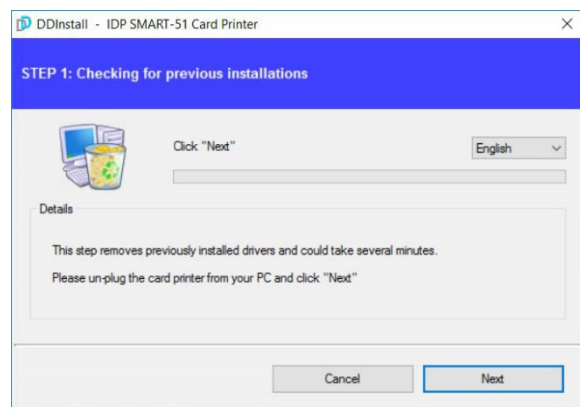 DDInstall - IDP SMART-51 Card Printer
STEP 1: Checking for previous installations
Click "Next"
English
Details
This step removes previously installed drivers and could take several minutes.
Please un-plug the card printer from your PC and click "Next"
Cancel
Next